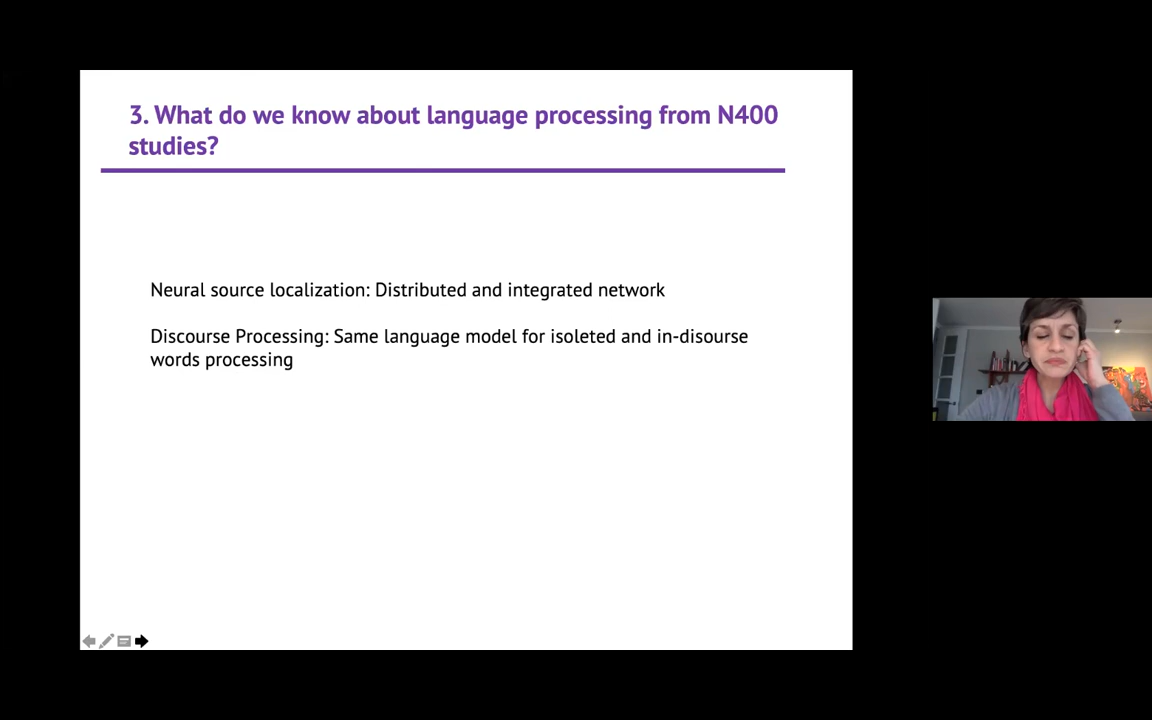 3. What do we know about language processing from N400
studies?
Neural source localization: Distributed and integrated network
Discourse Processing: Same language model for isoleted and in-disourse
words processing